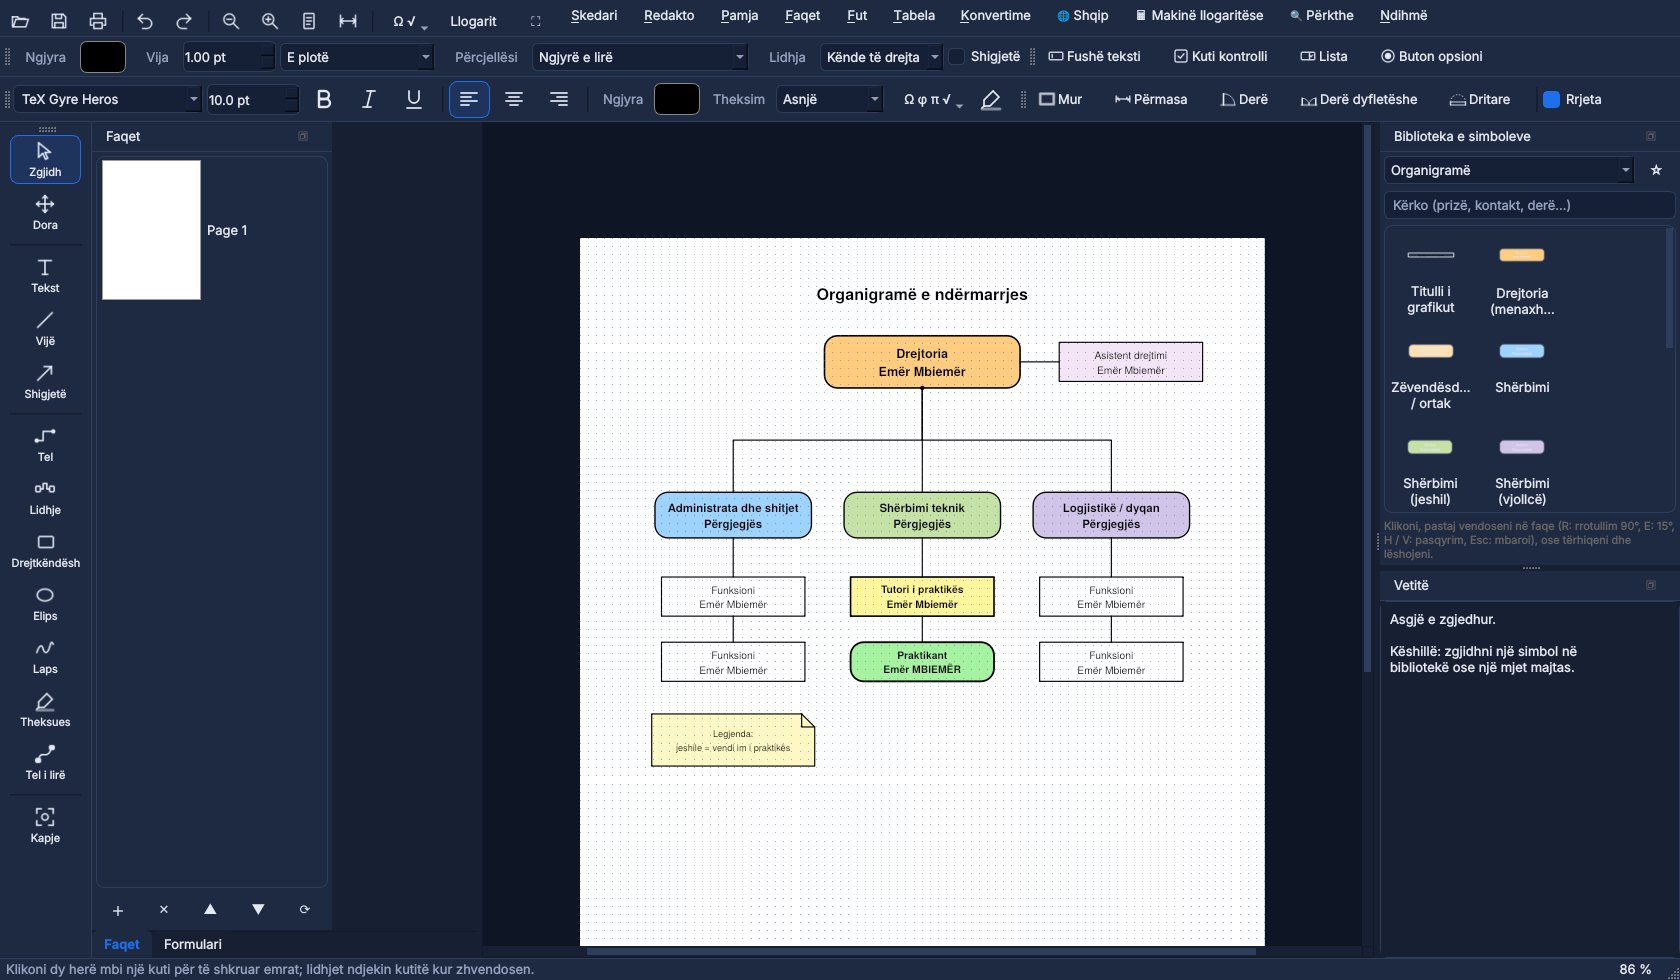 Ω √
Llogarit
Skedari
Redakto
Pamja
Faqet
Fut
Tabela
Konvertime
Shqip
Makinë llogaritëse
Përkthe
Ndihmë
Ngjyra
Vija
1.00 pt
E plotë
Përcjellësi
Ngjyrë e lirë
Lidhja
Kënde të drejta
Shigjetë
Fushë teksti
Kuti kontrolli
Lista
Buton opsioni
TeX Gyre Heros
10.0 pt
B
I
U
Ngjyra
Theksim
Asnjë
Ω φ π √
Mur
Përmasa
Derë
Derë dyfletëshe
Dritare
Rrjeta
Zgjidh
Dora
Tekst
Vijë
Shigjetë
Tel
Lidhje
Drejtkëndësh
Elips
Laps
Theksues
Tel i lirë
Kapje
Faqet
Page 1
Faqet
Formulari
Organigramë e ndërmarrjes
Drejtoria
Emër Mbiemër
Asistent drejtimi
Emër Mbiemër
Administrata dhe shitjet
Përgjegjës
Shërbimi teknik
Përgjegjës
Logjistikë / dyqan
Përgjegjës
Funksioni
Emër Mbiemër
Tutori i praktikës
Emër Mbiemër
Funksioni
Emër Mbiemër
Funksioni
Emër Mbiemër
Praktikant
Emër MBIEMËR
Funksioni
Emër Mbiemër
Legjenda:
jeshile = vendi im i praktikës
Biblioteka e simboleve
Organigramë
Kërko (prizë, kontakt, derë...)
Titulli i
grafikut
Drejtoria
(menaxh...
Zëvendësd...
/ ortak
Shërbimi
Shërbimi
(jeshil)
Shërbimi
(vjollcë)
Klikoni, pastaj vendoseni në faqe (R: rrotullim 90°, E: 15°,
H / V: pasqyrim, Esc: mbaroi), ose tërhiqeni dhe
lëshojeni.
Vetitë
Asgjë e zgjedhur.
Këshillë: zgjidhni një simbol në
bibliotekë ose një mjet majtas.
Klikoni dy herë mbi një kuti për të shkruar emrat; lidhjet ndjekin kutitë kur zhvendosen.
86 %